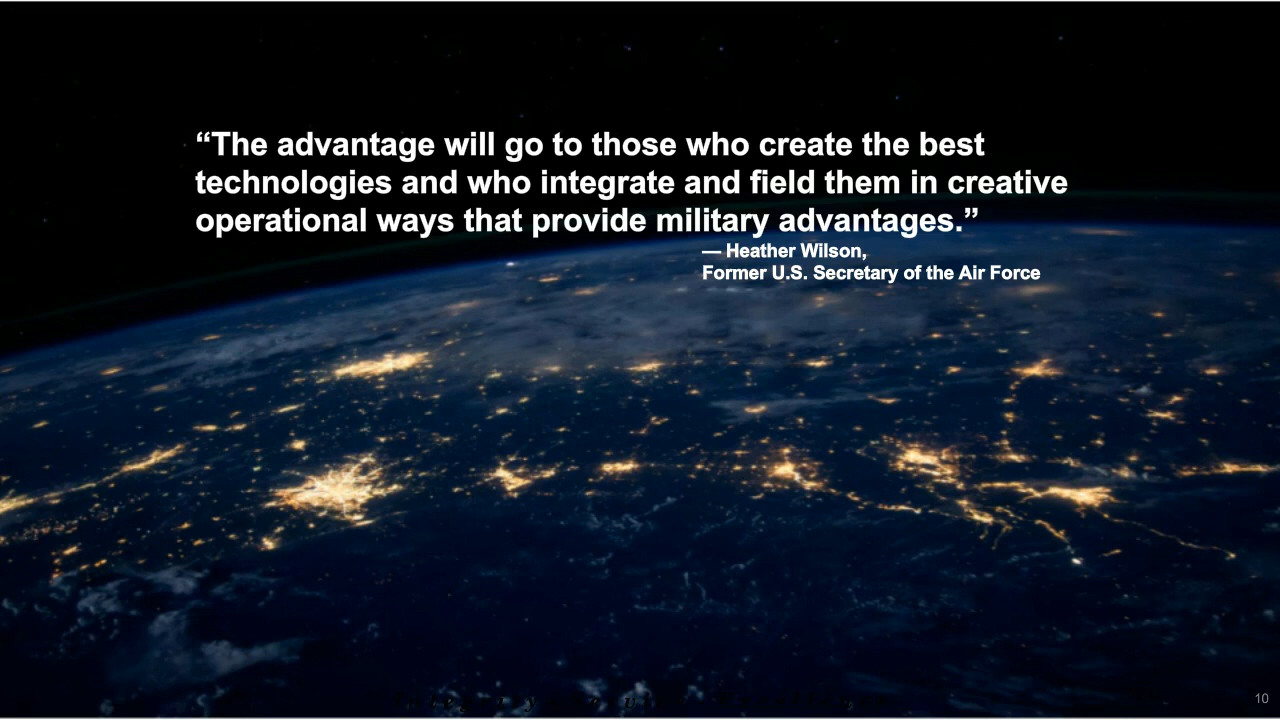 “The advantage will go to those who create the best
technologies and who integrate and field them in creative
operational ways that provide military advantages.”
— Heather Wilson,
Former U.S. Secretary of the Air Force
10